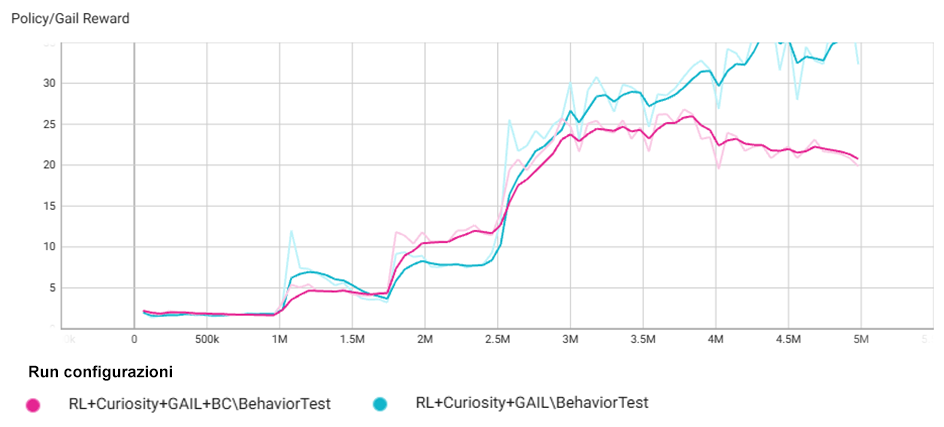 Policy/Gail Reward
30
25
20
15
10
5
0 500k 1M 1.5M 2M 2.5M 3M 3.5M 4M 4.5M 5M
Run configurazioni
RL+Curiosity+GAIL+BC\BehaviorTest RL+Curiosity+GAIL\BehaviorTest